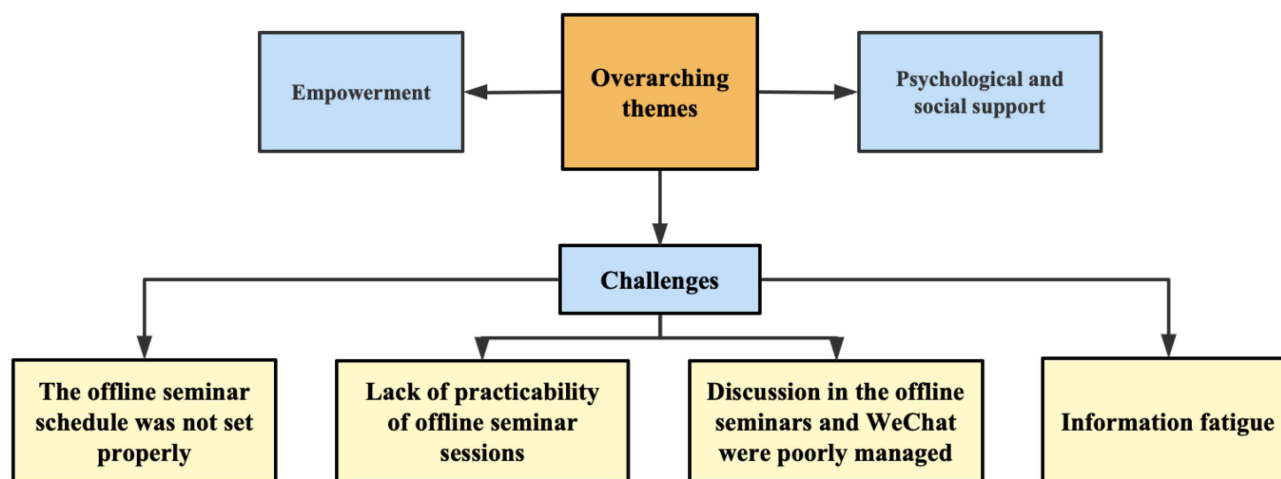 Empowerment
Overarching
themes
Psychological and
social support
Challenges
The offline seminar
schedule was not set
properly
Lack of practicability
of offline seminar
sessions
Discussion in the offline
seminars and WeChat
were poorly managed
Information fatigue